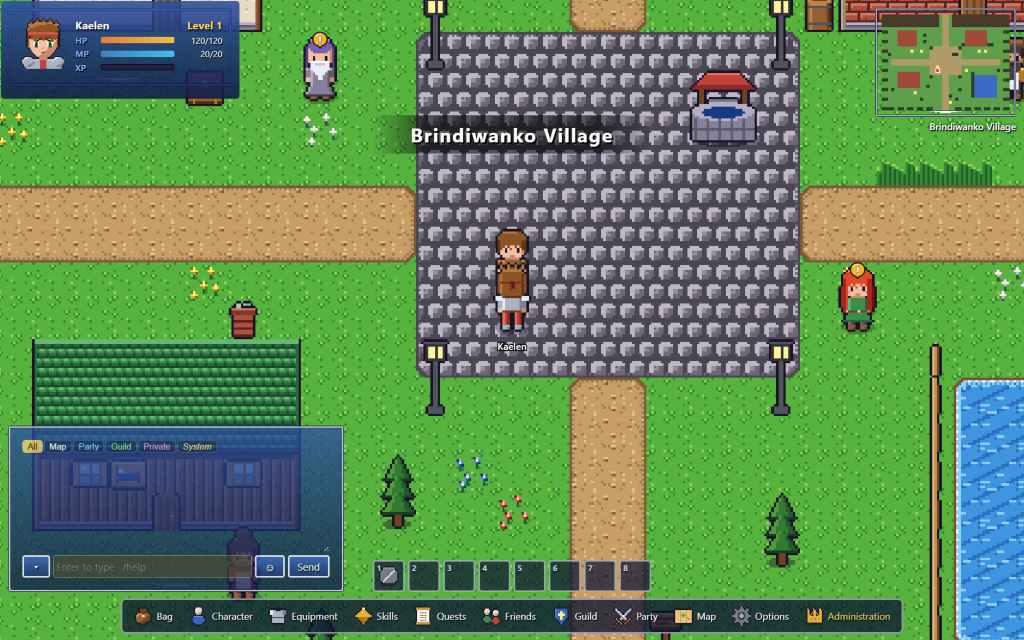 Kaelen Level 1
HP 120/120
MP 20/20
XP
Brindiwanko Village
Brindiwanko Village
Kaelen
All Map Party Guild Private System
Enter to type · /help
Send
1 2 3 4 5 6 7 8
Bag Character Equipment Skills Quests Friends Guild Party Map Options Administration